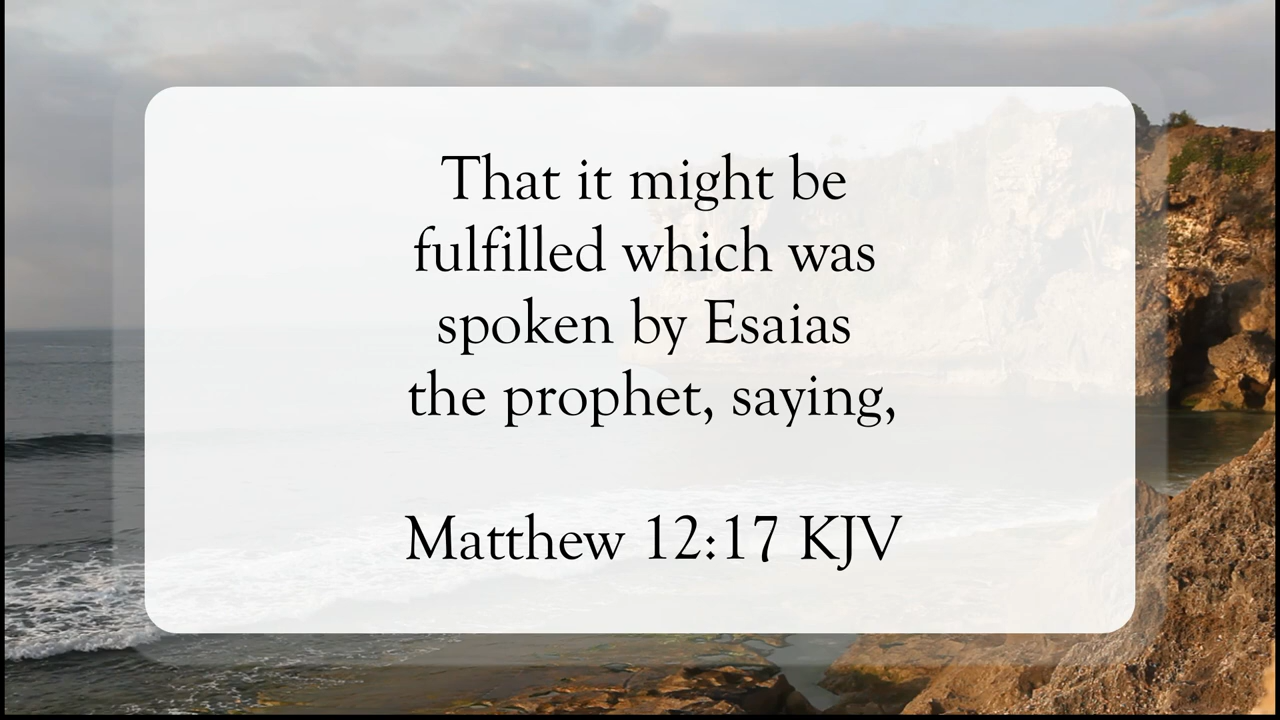 That it might be
fulfilled which was
spoken by Esaias
the prophet, saying,
Matthew 12:17 KJV